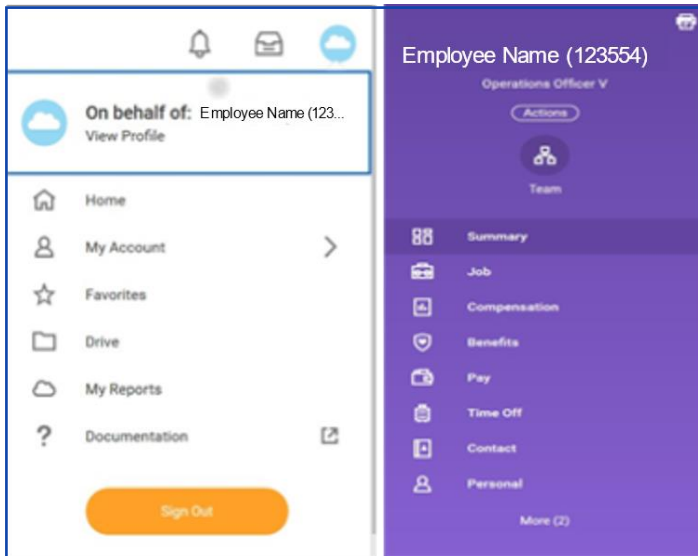 On behalf of: Employee Name (123...
View Profile
Home
My Account
Favorites
Drive
My Reports
? Documentation
Sign Out
Employee Name (123554)
Operations Officer V
Actions
Team
Summary
Job
Compensation
Benefits
Pay
Time Off
Contact
Personal
More (2)